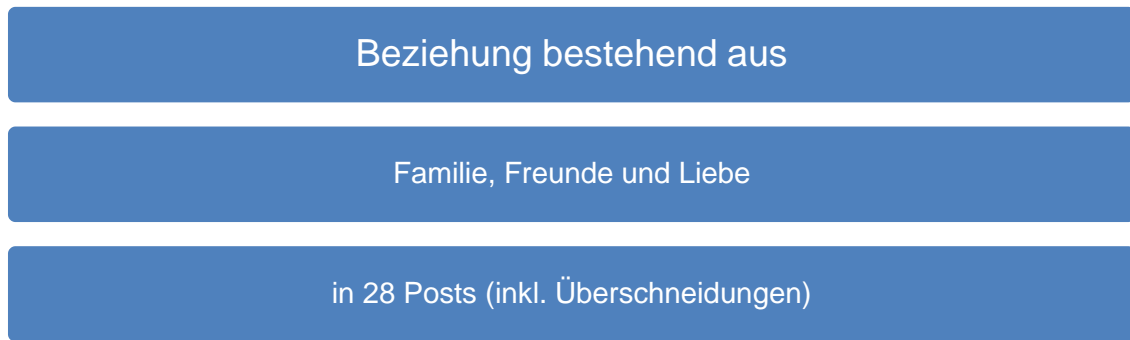 Beziehung bestehend aus
Familie, Freunde und Liebe
in 28 Posts (inkl. Überschneidungen)